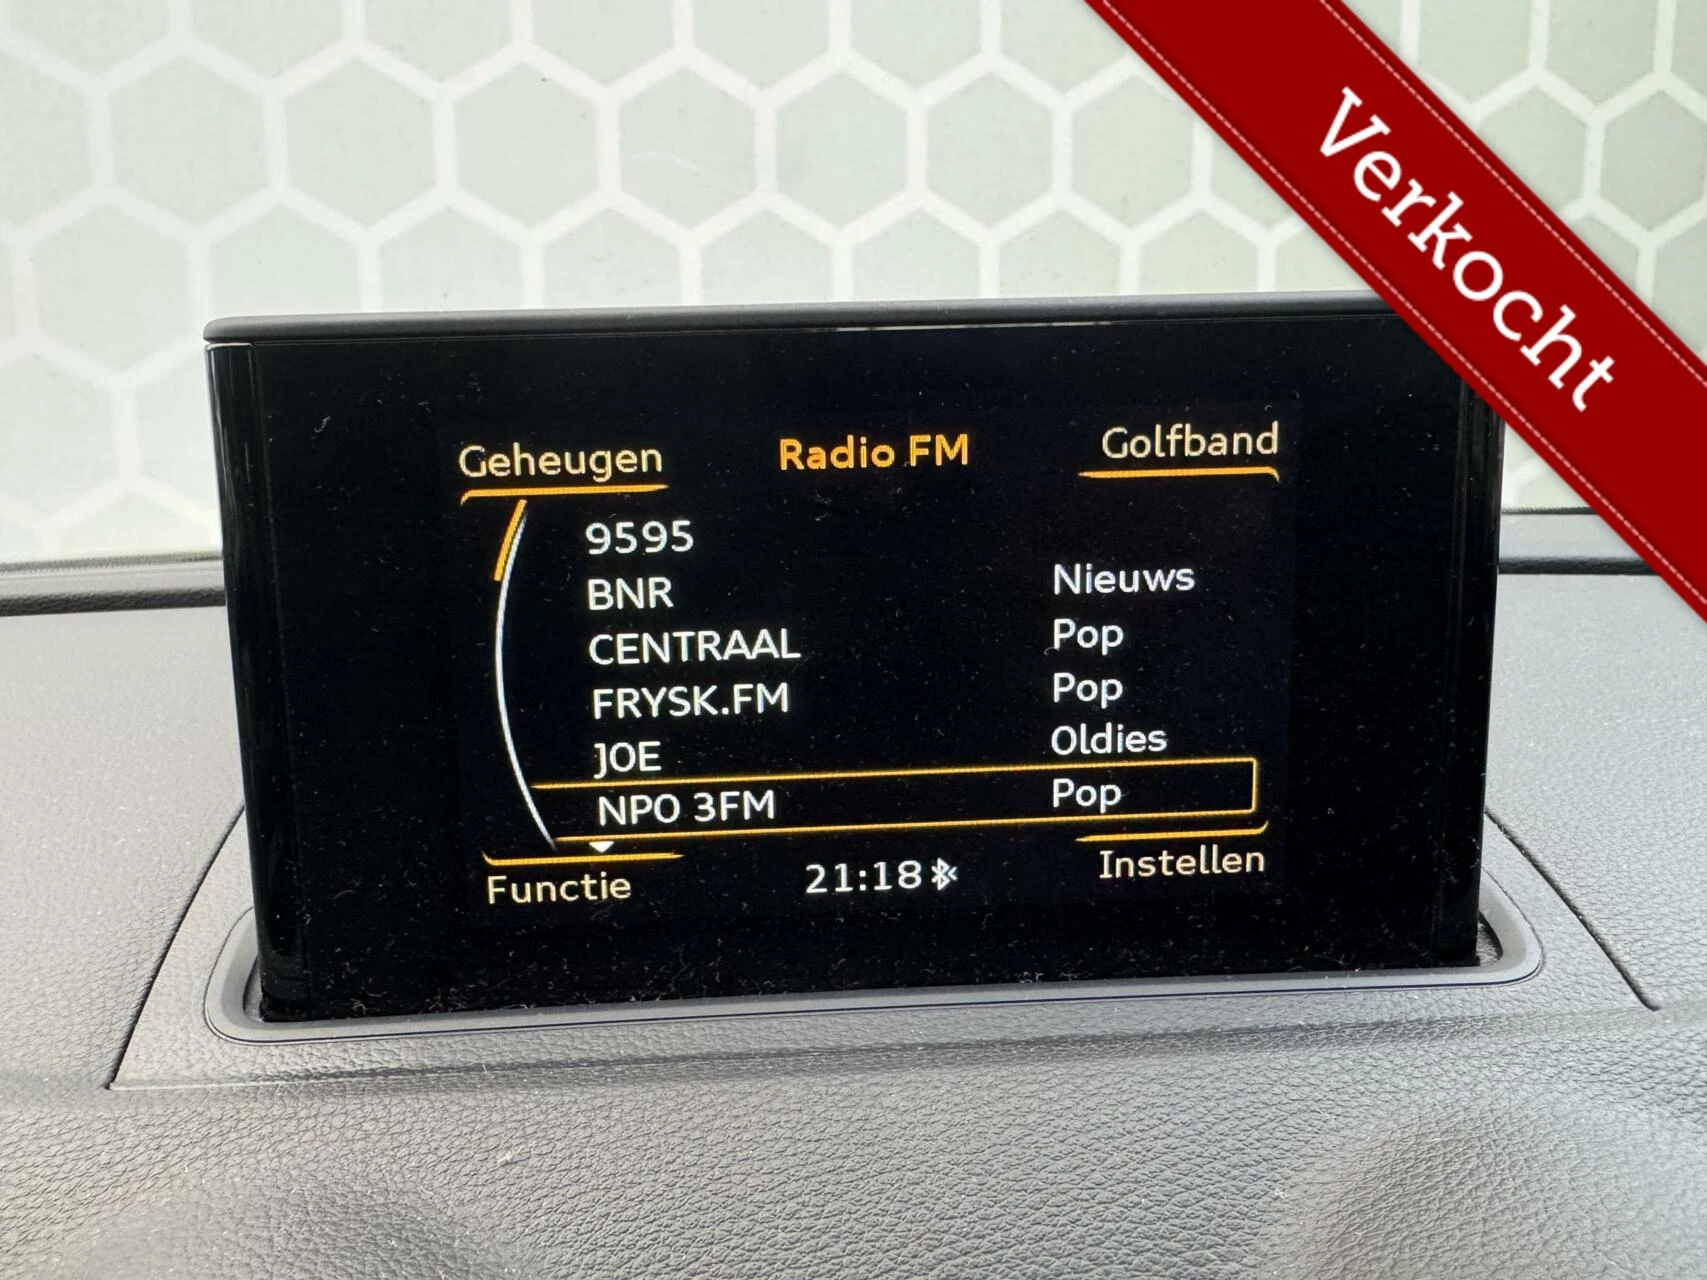 Verkocht
Geheugen Radio FM Golfband
9595
BNR Nieuws
CENTRAAL Pop
FRYSK.FM Pop
JOE Oldies
NPO 3FM Pop
Functie 21:18 Instellen